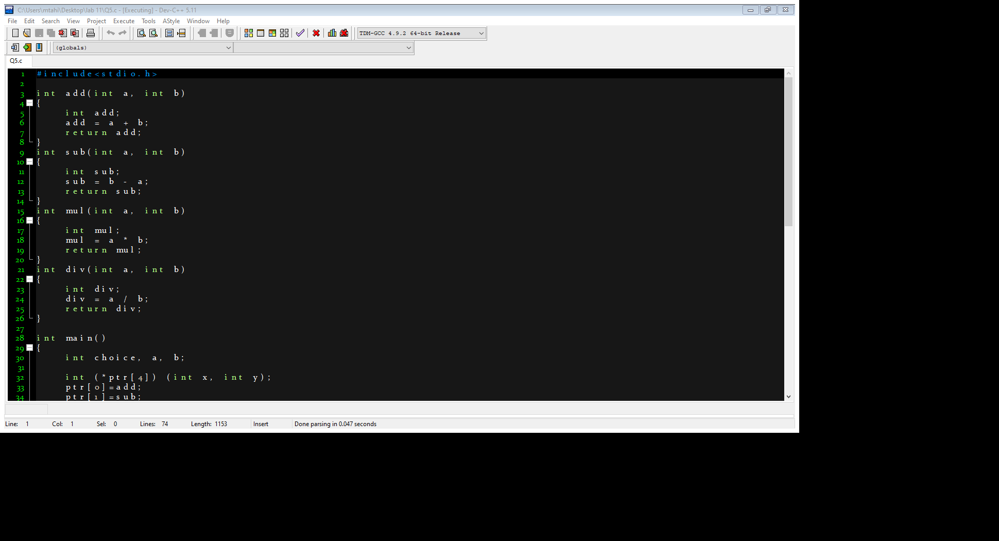 C:\Users\mtahi\Desktop\lab 11\Q5.c - [Executing] - Dev-C++ 5.11
File Edit Search View Project Execute Tools AStyle Window Help
TDM-GCC 4.9.2 64-bit Release
(globals)
Q5.c
1 #include<stdio.h>
2
3 int add(int a, int b)
4 {
5 int add;
6 add = a + b;
7 return add;
8 }
9 int sub(int a, int b)
10 {
11 int sub;
12 sub = b - a;
13 return sub;
14 }
15 int mul(int a, int b)
16 {
17 int mul;
18 mul = a * b;
19 return mul;
20 }
21 int div(int a, int b)
22 {
23 int div;
24 div = a / b;
25 return div;
26 }
27
28 int main()
29 {
30 int choice, a, b;
31
32 int (*ptr[4]) (int x, int y);
33 ptr[0]=add;
34 ptr[1]=sub;
Line: 1 Col: 1 Sel: 0 Lines: 74 Length: 1153 Insert Done parsing in 0.047 seconds